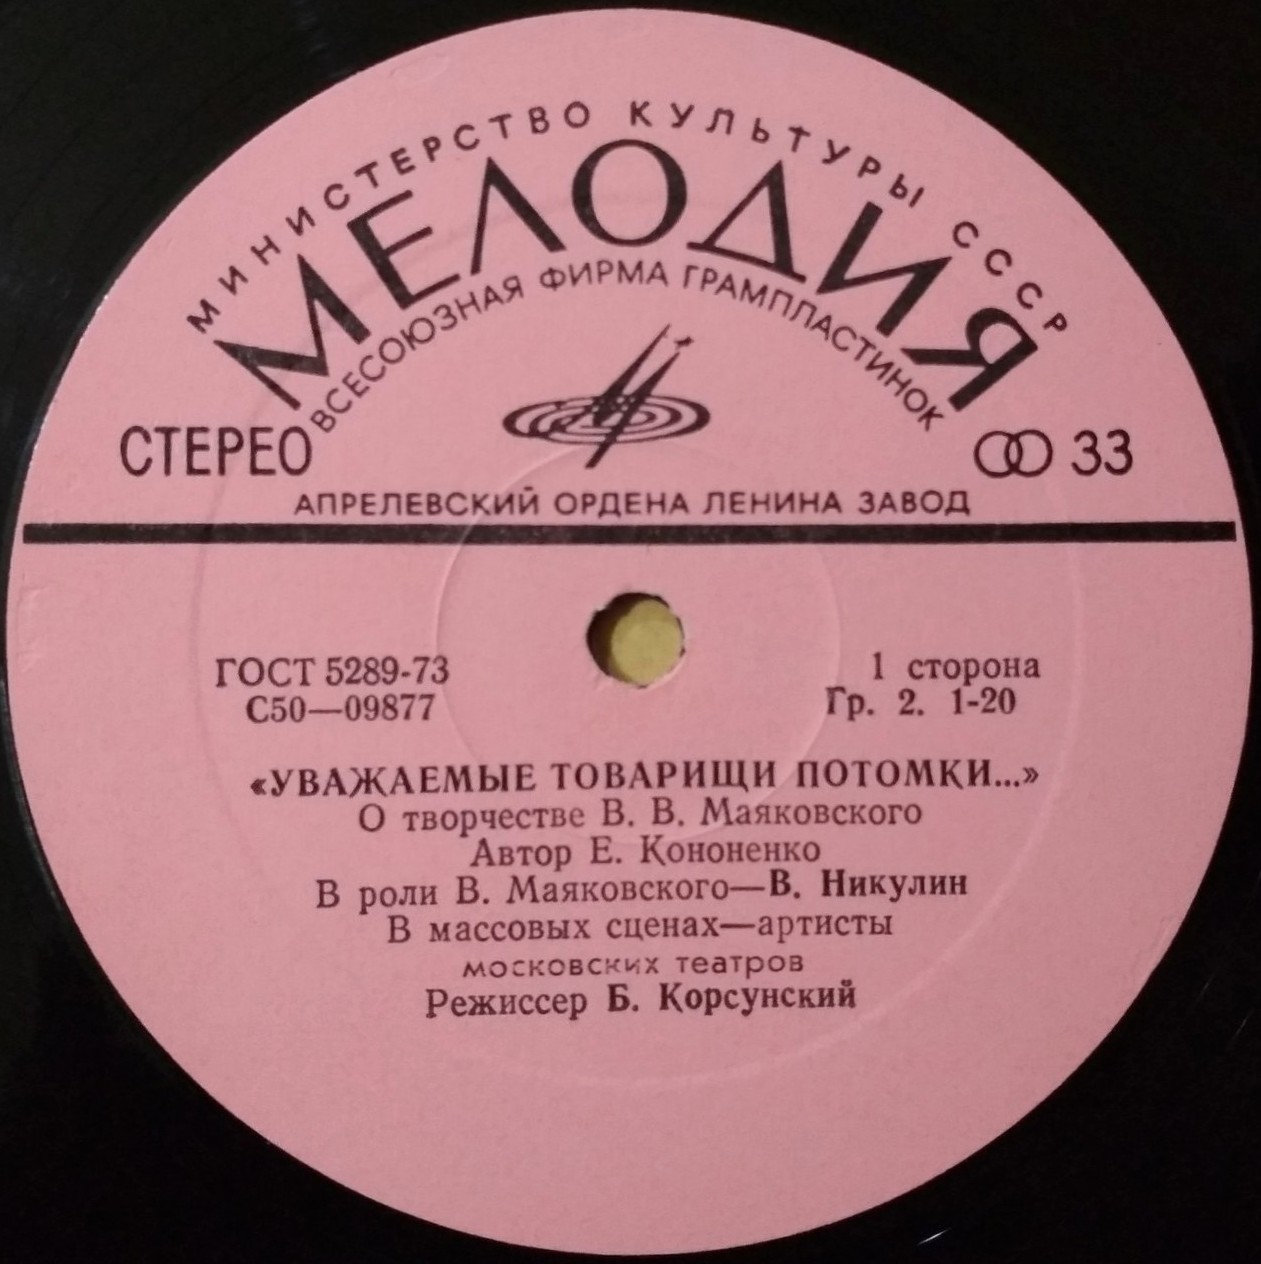 МИНИСТЕРСТВО КУЛЬТУРЫ СССР
МЕЛОДИЯ
ВСЕСОЮЗНАЯ ФИРМА ГРАМПЛАСТИНОК
СТЕРЕО
33
АПРЕЛЕВСКИЙ ОРДЕНА ЛЕНИНА ЗАВОД
ГОСТ 5289-73
1 сторона
С50—09877
Гр. 2. 1-20
«УВАЖАЕМЫЕ ТОВАРИЩИ ПОТОМКИ...»
О творчестве В. В. Маяковского
Автор Е. Кононенко
В роли В. Маяковского—В. Никулин
В массовых сценах—артисты
московских театров
Режиссер Б. Корсунский